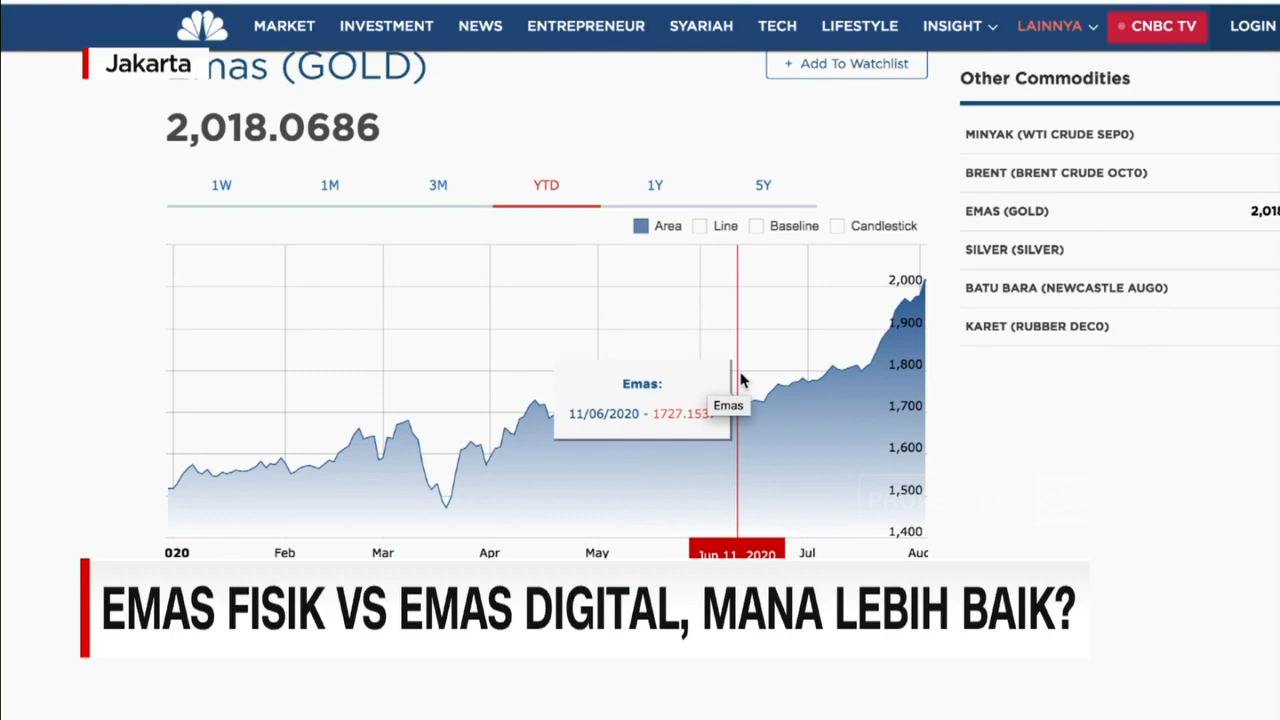 MARKET INVESTMENT NEWS ENTREPRENEUR SYARIAH TECH LIFESTYLE INSIGHT LAINNYA CNBC TV LOGIN
Jakarta
mas (GOLD)
+ Add To Watchlist
2,018.0686
1W 1M 3M YTD 1Y 5Y
Area Line Baseline Candlestick
2,000
1,900
1,800
1,700
1,600
1,500
1,400
Emas:
11/06/2020 - 1727.153
Emas
020 Feb Mar Apr May Jun 11, 2020 Jul Aug
Other Commodities
MINYAK (WTI CRUDE SEP0)
BRENT (BRENT CRUDE OCT0)
EMAS (GOLD) 2,018
SILVER (SILVER)
BATU BARA (NEWCASTLE AUG0)
KARET (RUBBER DEC0)
EMAS FISIK VS EMAS DIGITAL, MANA LEBIH BAIK?